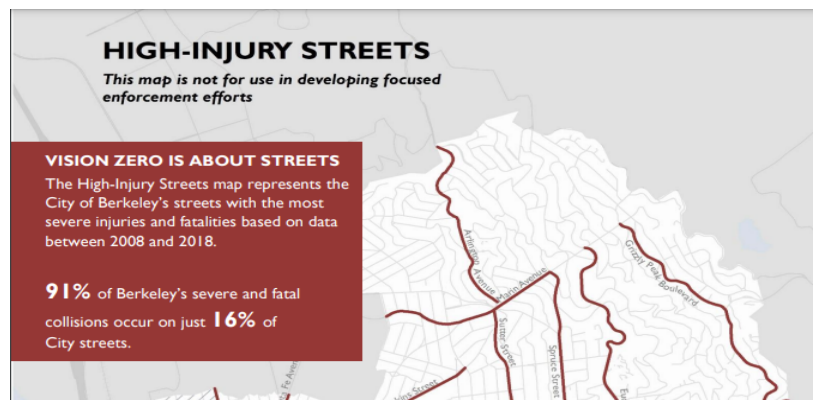 HIGH-INJURY STREETS
This map is not for use in developing focused
enforcement efforts
VISION ZERO IS ABOUT STREETS
The High-Injury Streets map represents the
City of Berkeley's streets with the most
severe injuries and fatalities based on data
between 2008 and 2018.
91% of Berkeley's severe and fatal
collisions occur on just 16% of
City streets.
Arlington Avenue
Marin Avenue
Grizzly Peak Boulevard
Sutter Street
Spruce Street
Street